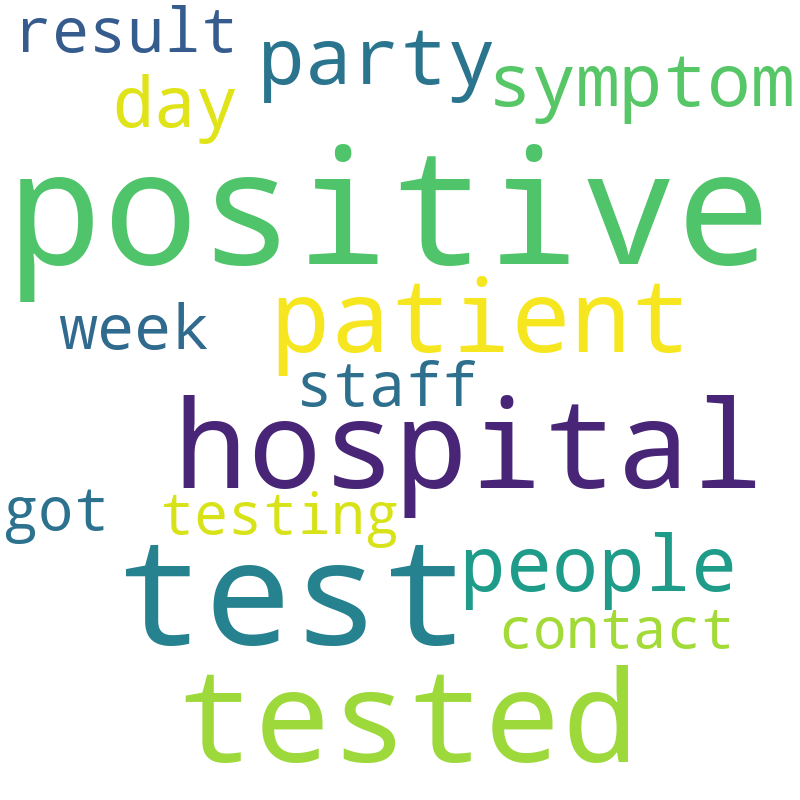 result
party
symptom
day
positive
patient
week
staff
hospital
got
testing
test
people
contact
tested